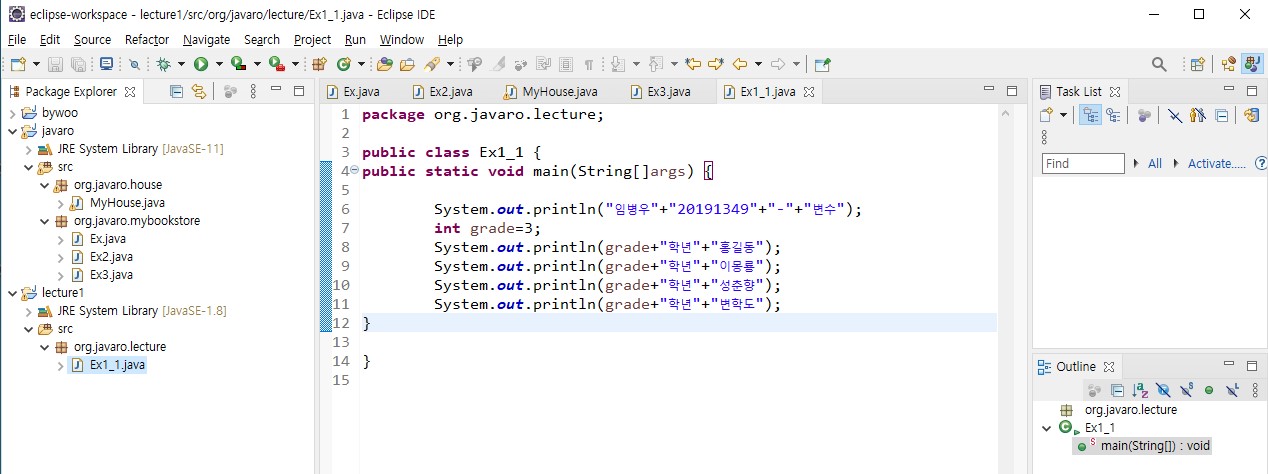 eclipse-workspace - lecture1/src/org/javaro/lecture/Ex1_1.java - Eclipse IDE
File Edit Source Refactor Navigate Search Project Run Window Help
Package Explorer
bywoo
javaro
JRE System Library [JavaSE-11]
src
org.javaro.house
MyHouse.java
org.javaro.mybookstore
Ex.java
Ex2.java
Ex3.java
lecture1
JRE System Library [JavaSE-1.8]
src
org.javaro.lecture
Ex1_1.java
Ex.java Ex2.java MyHouse.java Ex3.java Ex1_1.java
1 package org.javaro.lecture;
2
3 public class Ex1_1 {
4 public static void main(String[]args) {
5
6 System.out.println("임병우"+"20191349"+"-"+"변수");
7 int grade=3;
8 System.out.println(grade+"학년"+"홍길동");
9 System.out.println(grade+"학년"+"이몽룡");
10 System.out.println(grade+"학년"+"성춘향");
11 System.out.println(grade+"학년"+"변학도");
12 }
13
14 }
15
Task List
Find All Activate.....
Outline
org.javaro.lecture
Ex1_1
main(String[]) : void